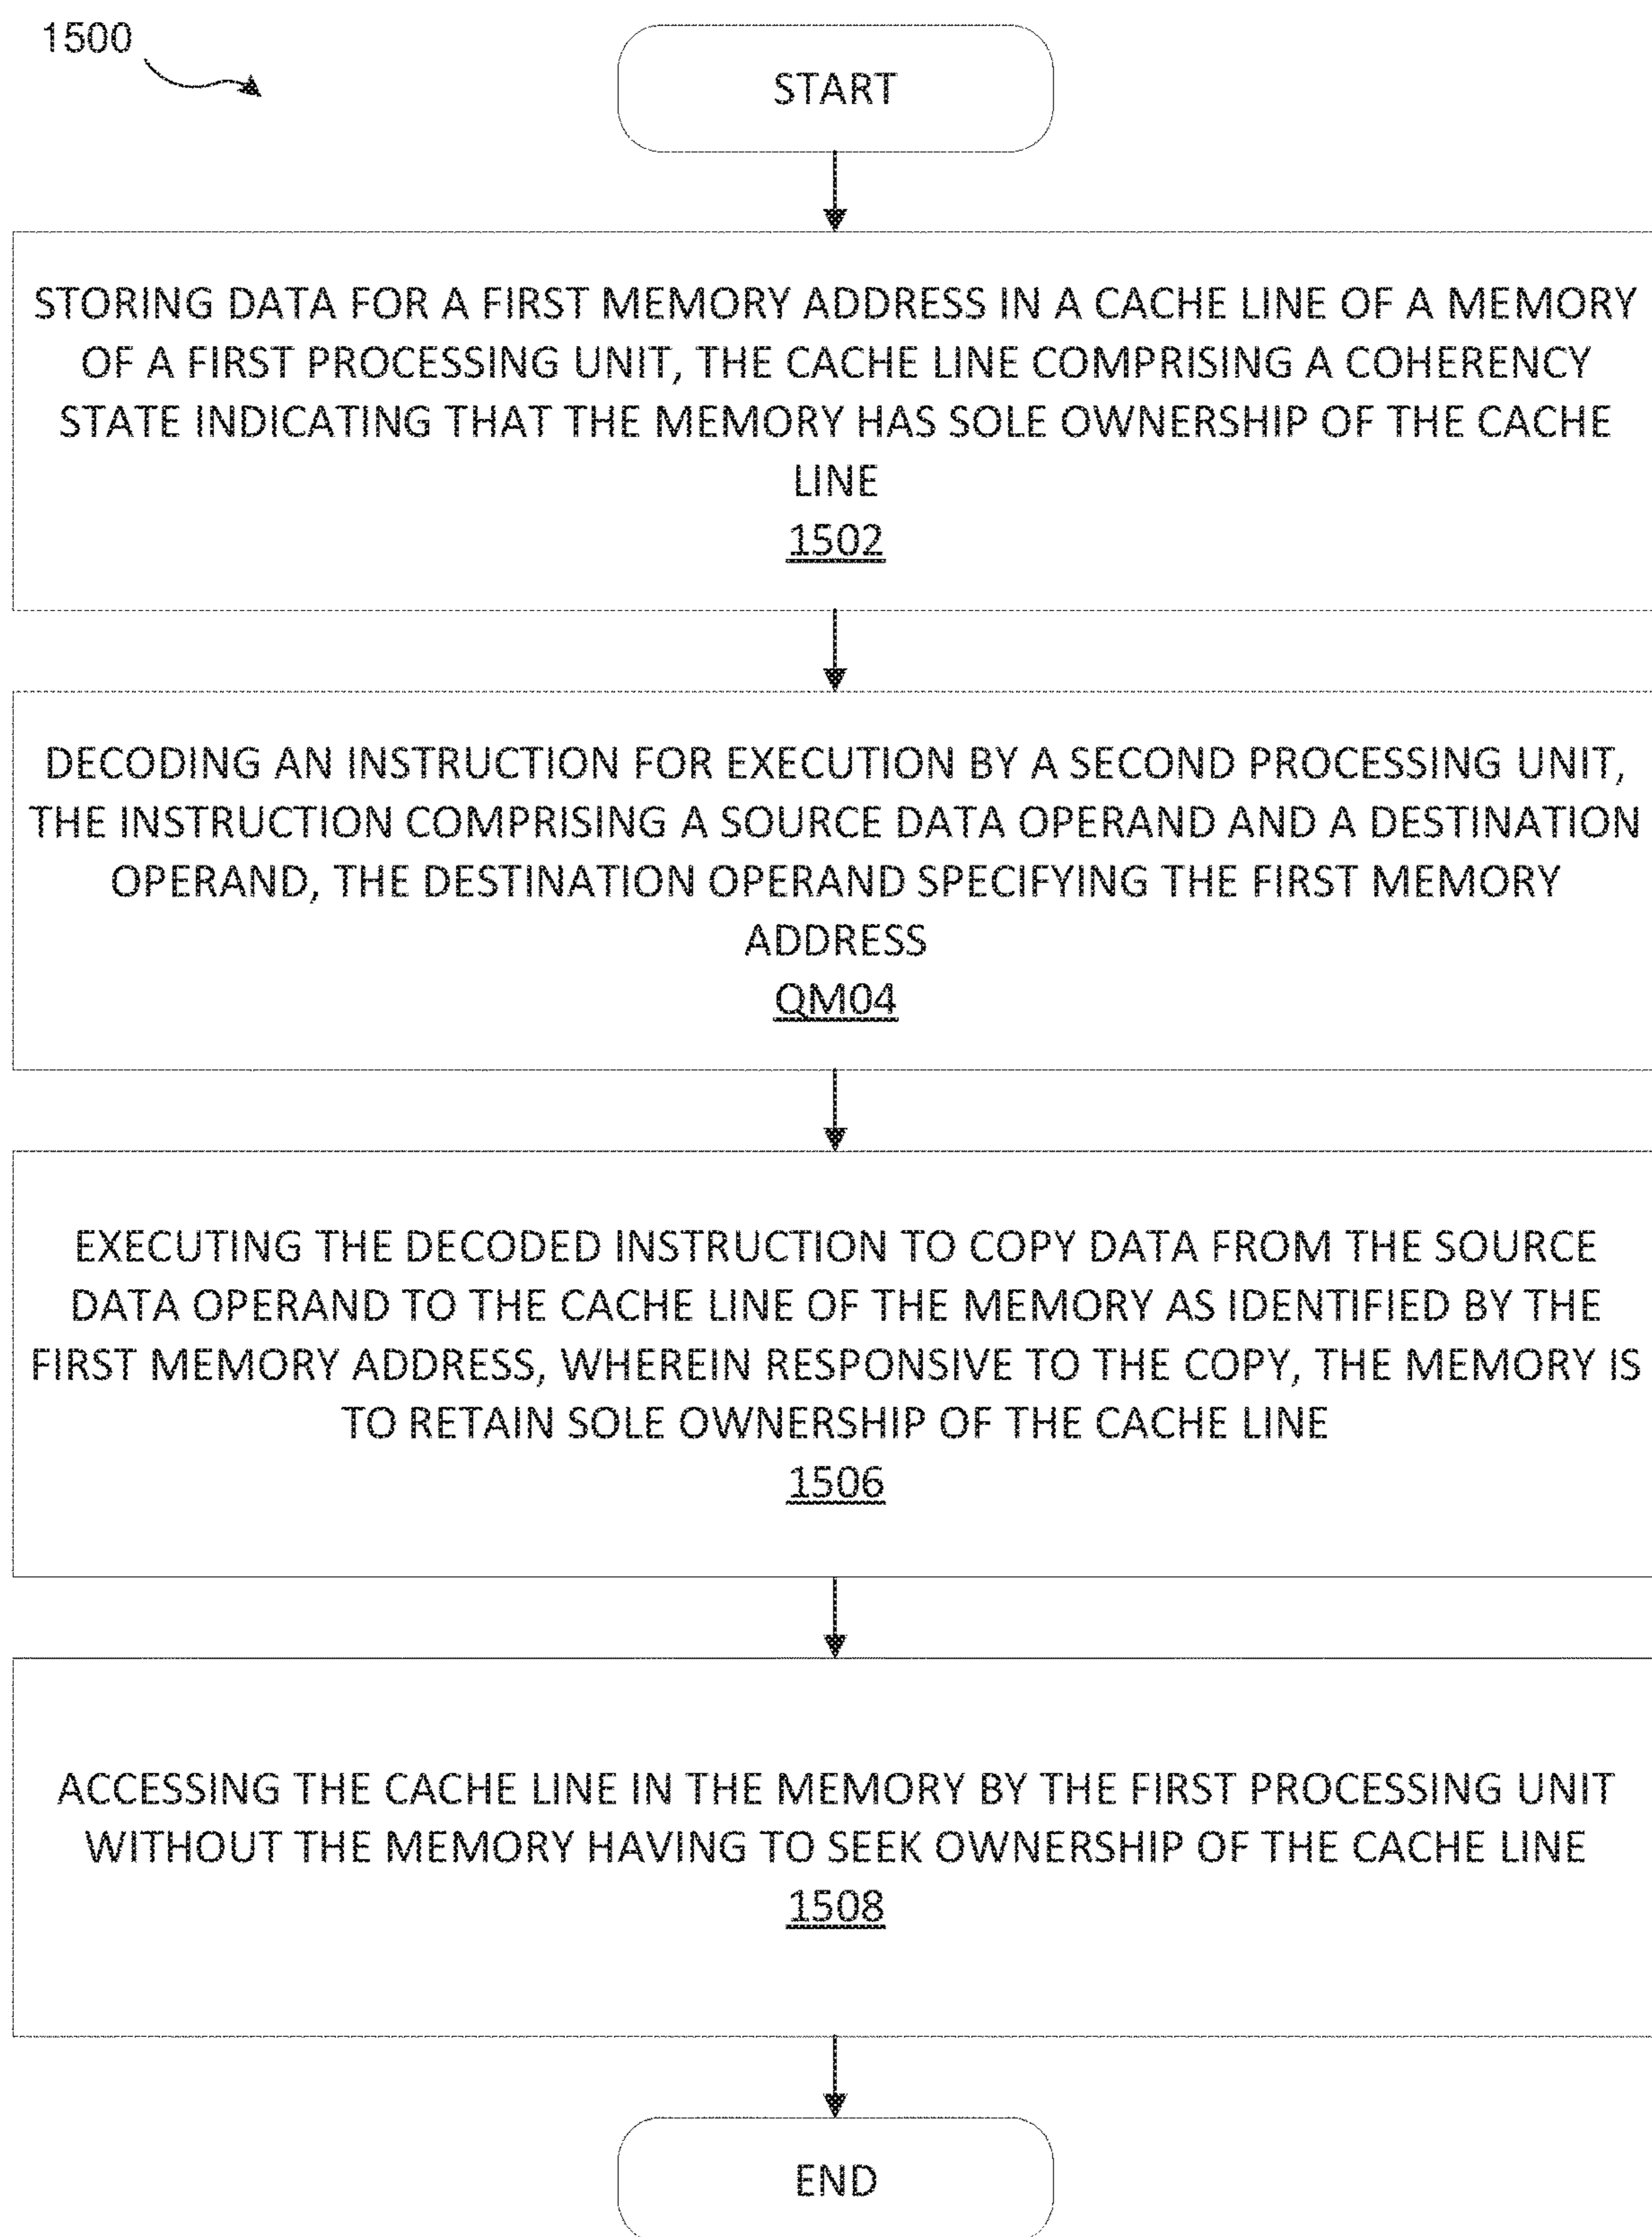 1500
START
STORING DATA FOR A FIRST MEMORY ADDRESS IN A CACHE LINE OF A MEMORY
OF A FIRST PROCESSING UNIT, THE CACHE LINE COMPRISING A COHERENCY
STATE INDICATING THAT THE MEMORY HAS SOLE OWNERSHIP OF THE CACHE
LINE
1502
DECODING AN INSTRUCTION FOR EXECUTION BY A SECOND PROCESSING UNIT,
THE INSTRUCTION COMPRISING A SOURCE DATA OPERAND AND A DESTINATION
OPERAND, THE DESTINATION OPERAND SPECIFYING THE FIRST MEMORY
ADDRESS
QM04
EXECUTING THE DECODED INSTRUCTION TO COPY DATA FROM THE SOURCE
DATA OPERAND TO THE CACHE LINE OF THE MEMORY AS IDENTIFIED BY THE
FIRST MEMORY ADDRESS, WHEREIN RESPONSIVE TO THE COPY, THE MEMORY IS
TO RETAIN SOLE OWNERSHIP OF THE CACHE LINE
1506
ACCESSING THE CACHE LINE IN THE MEMORY BY THE FIRST PROCESSING UNIT
WITHOUT THE MEMORY HAVING TO SEEK OWNERSHIP OF THE CACHE LINE
1508
END